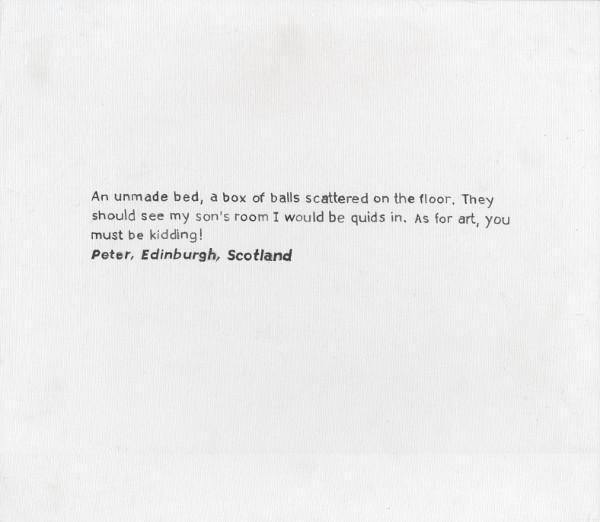 An unmade bed, a box of balls scattered on the floor. They
should see my son's room I would be quids in. As for art, you
must be kidding!
Peter, Edinburgh, Scotland